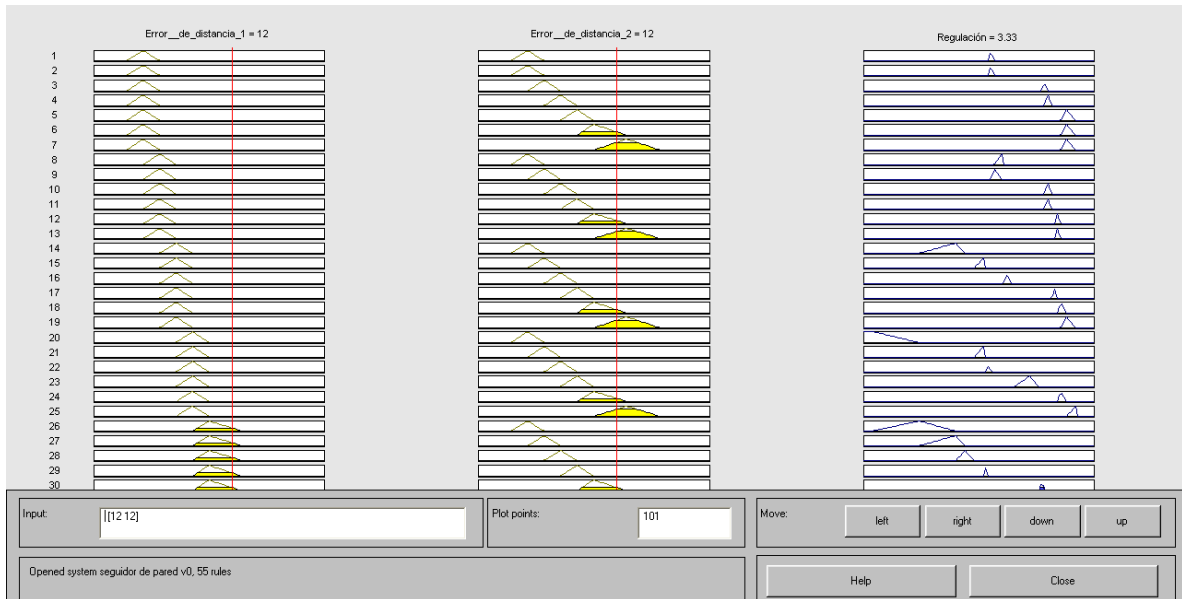 Error__de_distancia_1 = 12
Error__de_distancia_2 = 12
Regulación = 3.33
1
2
3
4
5
6
7
8
9
10
11
12
13
14
15
16
17
18
19
20
21
22
23
24
25
26
27
28
29
30
Input:
[12 12]
Plot points:
101
Move:
left
right
down
up
Opened system seguidor de pared v0, 55 rules
Help
Close